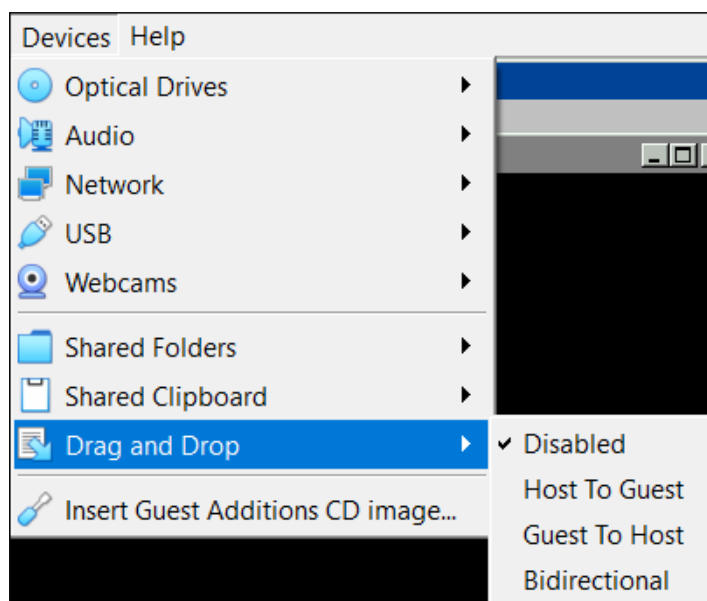 Devices Help
Optical Drives
Audio
Network
USB
Webcams
Shared Folders
Shared Clipboard
Drag and Drop
Disabled
Host To Guest
Guest To Host
Bidirectional
Insert Guest Additions CD image...